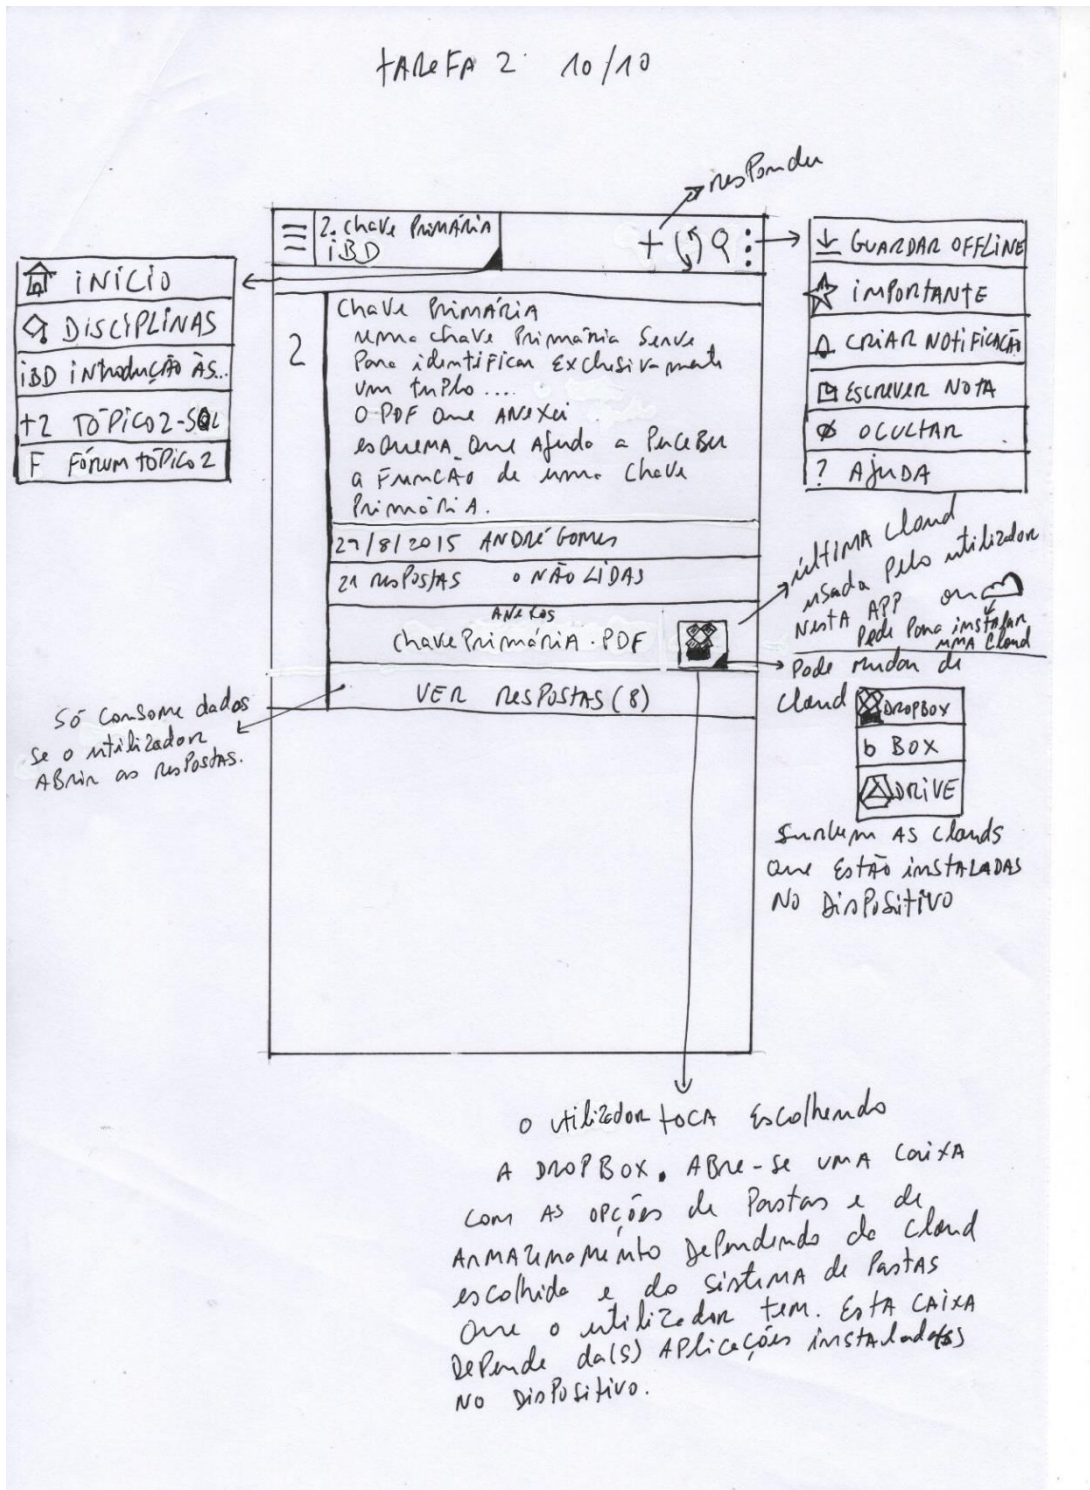 TAREFA 2 10/10
responder
2. Chave Primária
IBD
+
INÍCIO
DISCIPLINAS
IBD INTRODUÇÃO ÀS...
T2 TÓPICO 2-SQL
F FÓRUM TÓPICO 2
GUARDAR OFFLINE
IMPORTANTE
CRIAR NOTIFICAÇÃO
ESCREVER NOTA
OCULTAR
? AJUDA
2
Chave Primária
uma chave Primária Serve
Para identificar Exclusivamente
um tuplo....
O PDF que ANEXEI
esquema que Ajuda a Perceber
a FUNCAO de uma Chave
Primária.
29/8/2015 ANDRÉ Gomes
21 resPostas 0 NÃO LIDAS
ANEXOS
chave Primária.PDF
VER resPostas (8)
Só consome dados
se o utilizador
ABrir as resPostas.
última Cloud
usada Pelo utilizador
NestA APP ou
Pede Para instalar
uma Cloud
Pode mudar de
Cloud
DROPBOX
b BOX
DRIVE
Surgem AS Clouds
que Estão instALADAS
NO DisPositivo
O utilizador tocA Escolhendo
A DROPBOX. ABre-se uma caixa
com AS oPções de Pastas e de
ArmAzenamento DePendendo da Cloud
escolhida e do sistema de Pastas
que o utilizador tem. EstA CAIXA
DePende da(s) APlicações instalada(s)
NO DisPositivo.